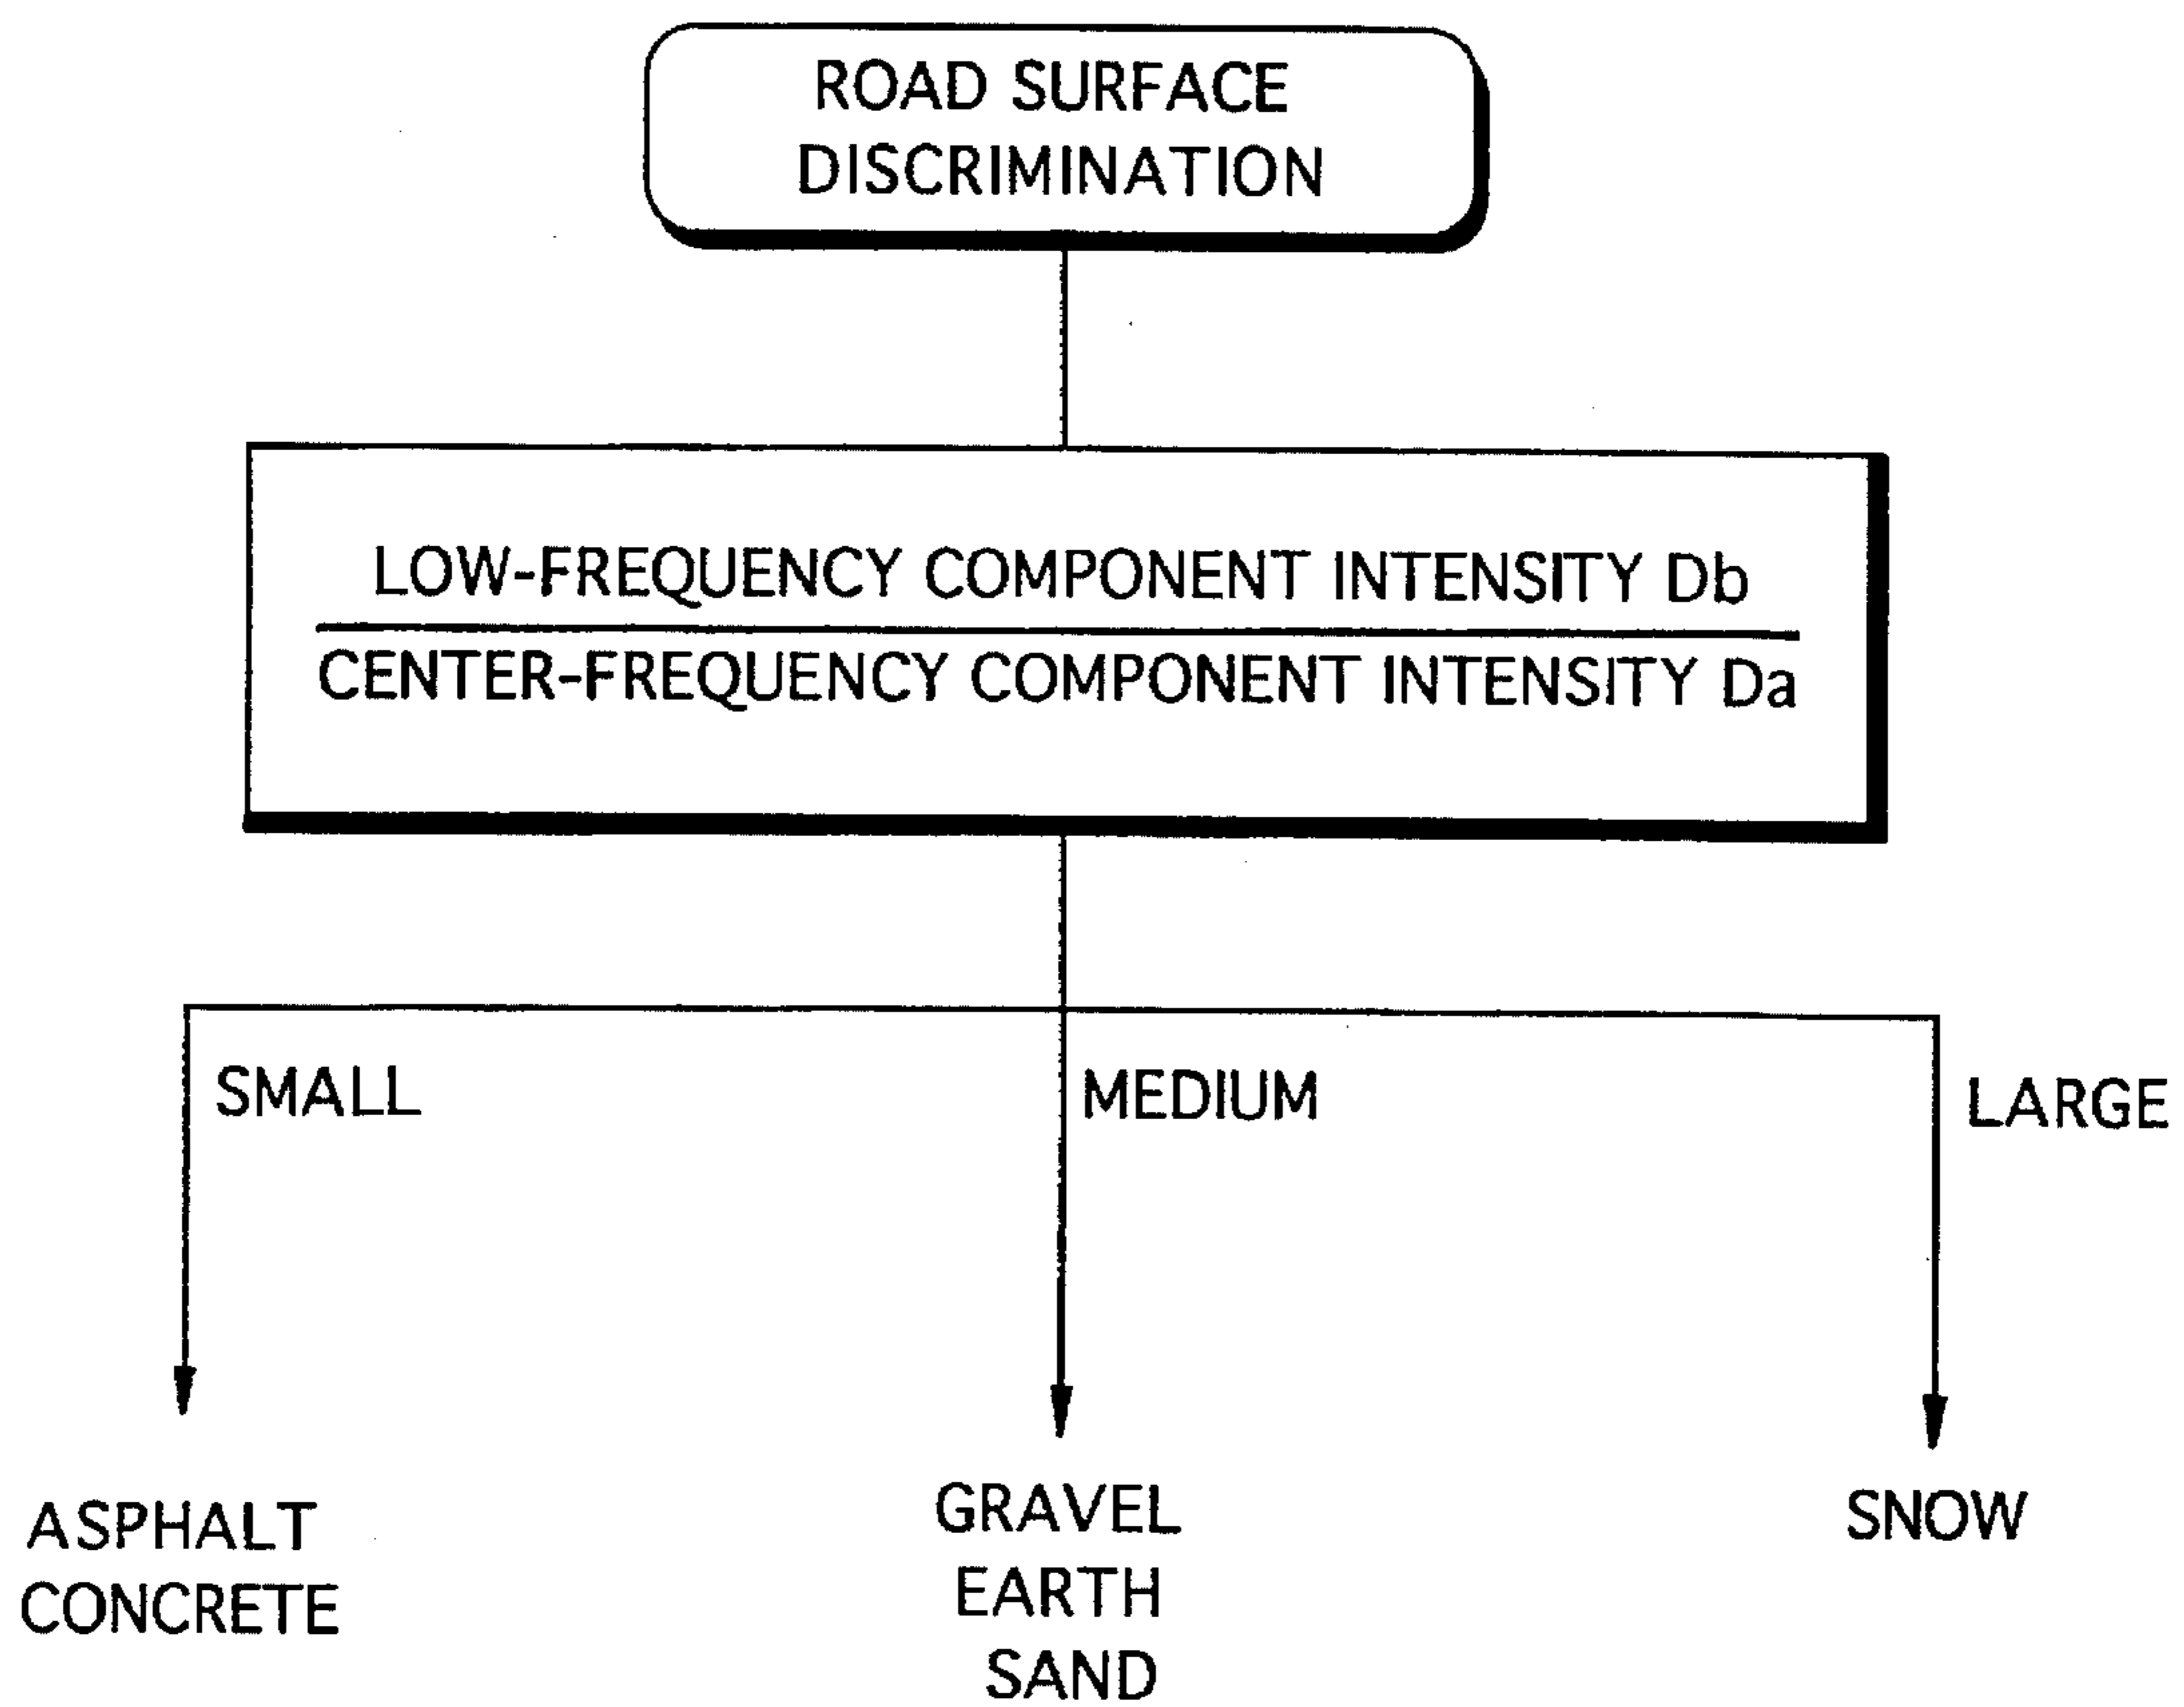 ROAD SURFACE
DISCRIMINATION
LOW-FREQUENCY COMPONENT INTENSITY Db
CENTER-FREQUENCY COMPONENT INTENSITY Da
SMALL
MEDIUM
LARGE
ASPHALT
CONCRETE
GRAVEL
EARTH
SAND
SNOW